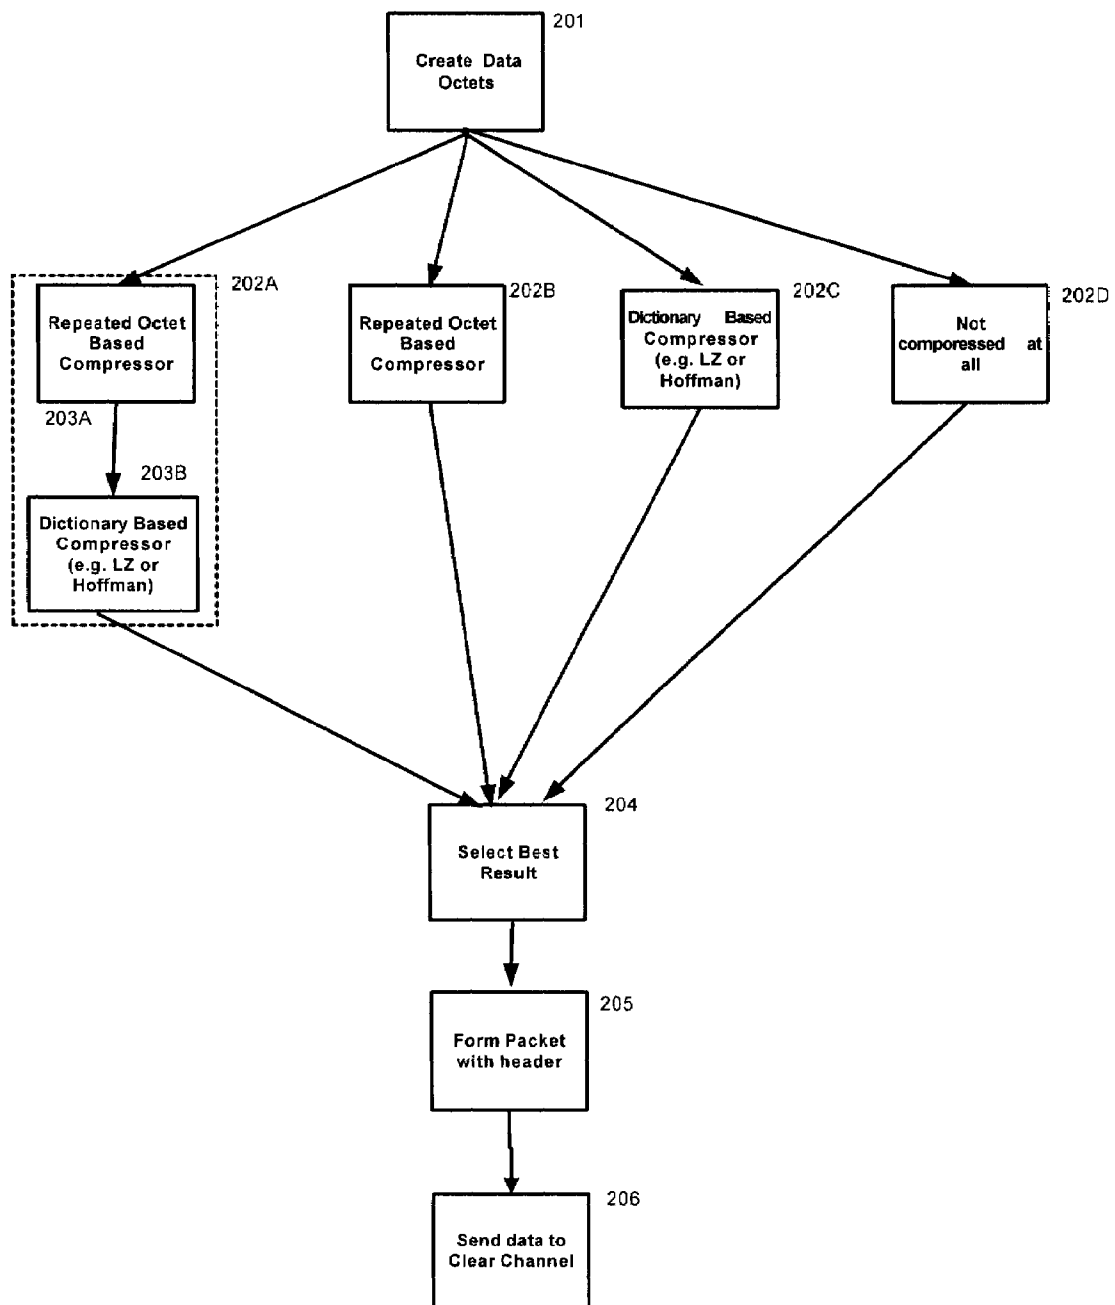 201
Create Data
Octets
202A
Repeated Octet
Based
Compressor
203A
203B
Dictionary Based
Compressor
(e.g. LZ or
Hoffman)
202B
Repeated Octet
Based
Compressor
202C
Dictionary Based
Compressor
(e.g. LZ or
Hoffman)
202D
Not
comporessed at
all
204
Select Best
Result
205
Form Packet
with header
206
Send data to
Clear Channel